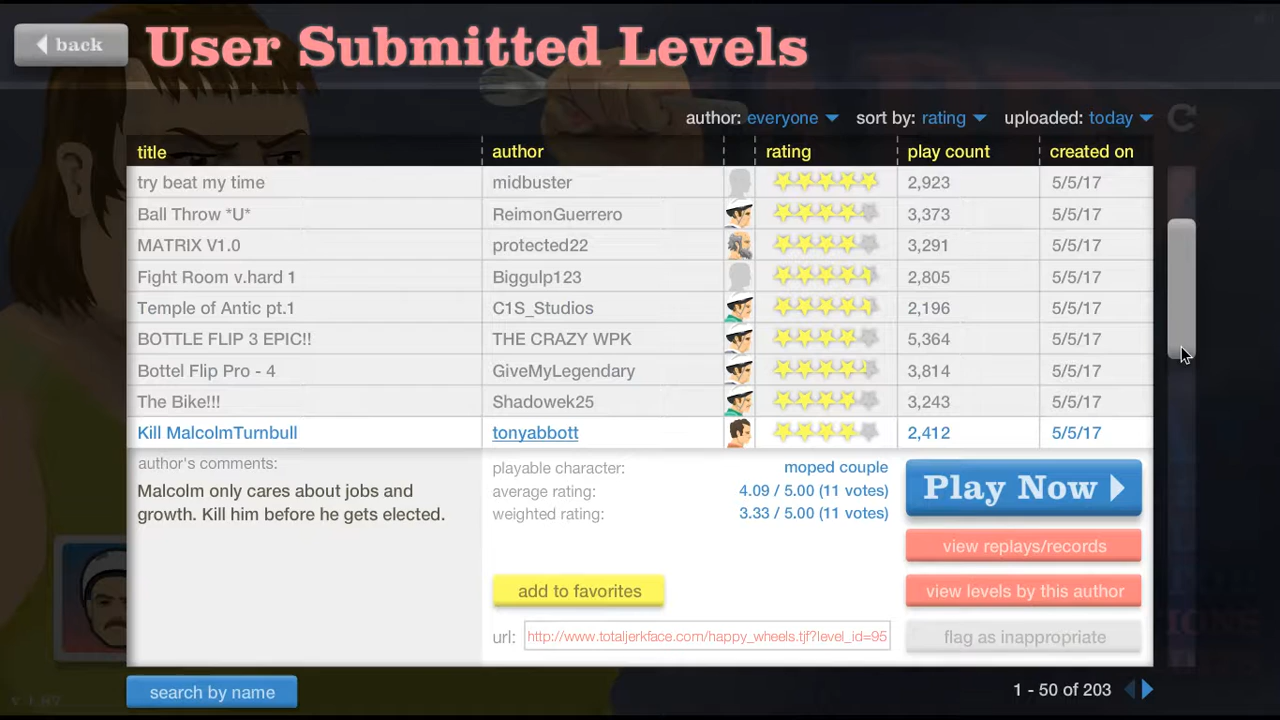 back
User Submitted Levels
author: everyone sort by: rating uploaded: today
title author rating play count created on
try beat my time midbuster 2,923 5/5/17
Ball Throw *U* ReimonGuerrero 3,373 5/5/17
MATRIX V1.0 protected22 3,291 5/5/17
Fight Room v.hard 1 Biggulp123 2,805 5/5/17
Temple of Antic pt.1 C1S_Studios 2,196 5/5/17
BOTTLE FLIP 3 EPIC!! THE CRAZY WPK 5,364 5/5/17
Bottel Flip Pro - 4 GiveMyLegendary 3,814 5/5/17
The Bike!!! Shadowek25 3,243 5/5/17
Kill MalcolmTurnbull tonyabbott 2,412 5/5/17
author's comments:
Malcolm only cares about jobs and
growth. Kill him before he gets elected.
playable character: moped couple
average rating: 4.09 / 5.00 (11 votes)
weighted rating: 3.33 / 5.00 (11 votes)
add to favorites
url: http://www.totaljerkface.com/happy_wheels.tjf?level_id=95
Play Now
view replays/records
view levels by this author
flag as inappropriate
search by name
1 - 50 of 203